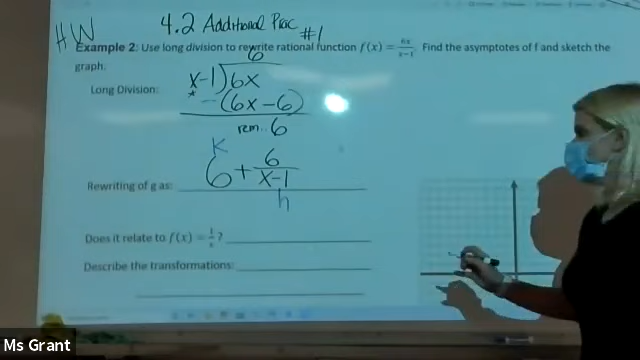 HW 4.2 Additional Prac #1
Example 2: Use long division to rewrite rational function f(x) = 6x/x−1. Find the asymptotes of f and sketch the
graph.
6
Long Division: x-1) 6x
-(6x-6)
rem. 6
K
Rewriting of g as: 6 + 6/x-1
h
Does it relate to f(x) = 1/x?
Describe the transformations:
Ms Grant